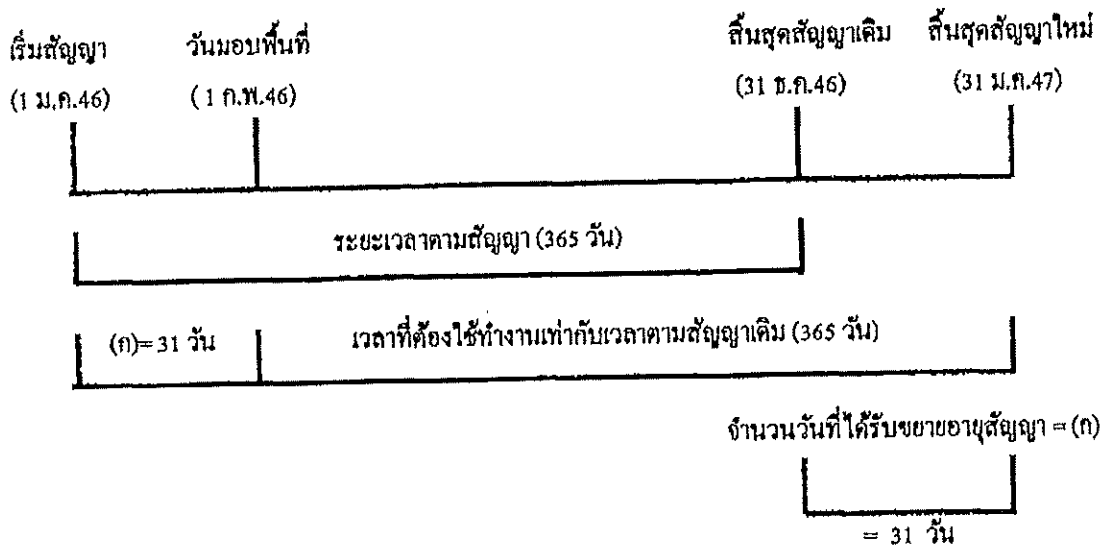 เริ่มสัญญา วันมอบพื้นที่ สิ้นสุดสัญญาเดิม สิ้นสุดสัญญาใหม่
(1 ม.ค.46) (1 ก.พ.46) (31 ธ.ค.46) (31 ม.ค.47)
ระยะเวลาตามสัญญา (365 วัน)
(ก)= 31 วัน เวลาที่ต้องใช้ทำงานเท่ากับเวลาตามสัญญาเดิม (365 วัน)
จำนวนวันที่ได้รับขยายอายุสัญญา = (ก)
= 31 วัน